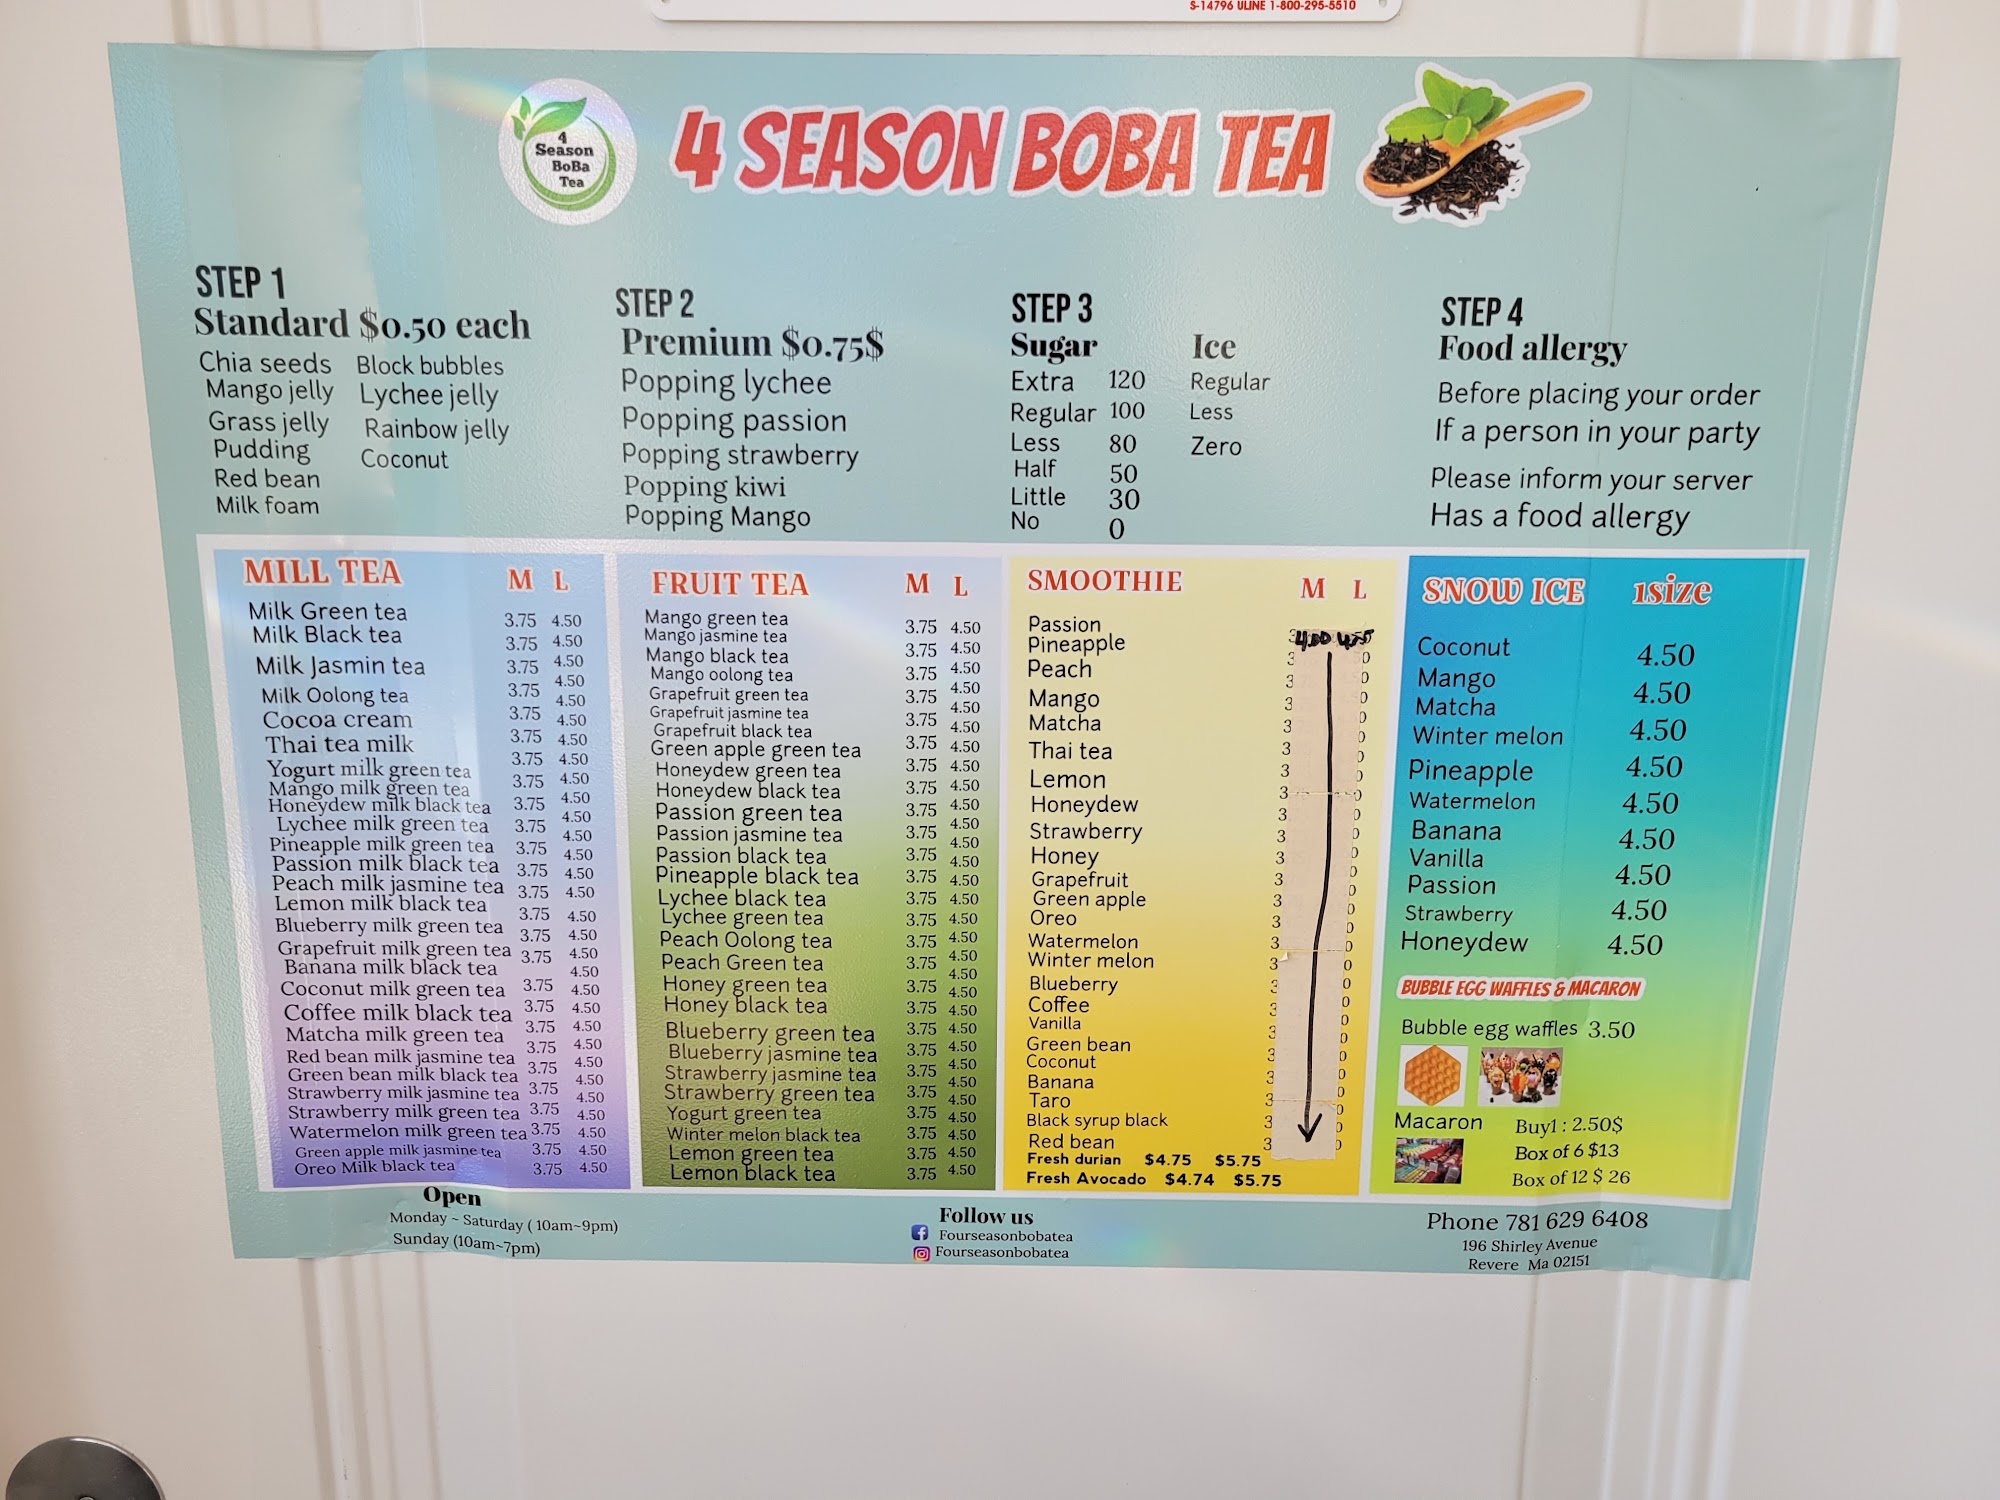 S-14796 ULINE 1-800-295-5510
4
Season
BoBa
Tea
4 SEASON BOBA TEA
STEP 1
Standard $0.50 each
Chia seeds Block bubbles
Mango jelly Lychee jelly
Grass jelly Rainbow jelly
Pudding Coconut
Red bean
Milk foam
STEP 2
Premium $0.75$
Popping lychee
Popping passion
Popping strawberry
Popping kiwi
Popping Mango
STEP 3
Sugar Ice
Extra 120 Regular
Regular 100 Less
Less 80 Zero
Half 50
Little 30
No 0
STEP 4
Food allergy
Before placing your order
If a person in your party
Please inform your server
Has a food allergy
MILL TEA M L
Milk Green tea 3.75 4.50
Milk Black tea 3.75 4.50
Milk Jasmin tea 3.75 4.50
Milk Oolong tea 3.75 4.50
Cocoa cream 3.75 4.50
Thai tea milk 3.75 4.50
Yogurt milk green tea 3.75 4.50
Mango milk green tea 3.75 4.50
Honeydew milk black tea 3.75 4.50
Lychee milk green tea 3.75 4.50
Pineapple milk green tea 3.75 4.50
Passion milk black tea 3.75 4.50
Peach milk jasmine tea 3.75 4.50
Lemon milk black tea 3.75 4.50
Blueberry milk green tea 3.75 4.50
Grapefruit milk green tea 3.75 4.50
Banana milk black tea 4.50
Coconut milk green tea 3.75 4.50
Coffee milk black tea 3.75 4.50
Matcha milk green tea 3.75 4.50
Red bean milk jasmine tea 3.75 4.50
Green bean milk black tea 3.75 4.50
Strawberry milk jasmine tea 3.75 4.50
Strawberry milk green tea 3.75 4.50
Watermelon milk green tea 3.75 4.50
Green apple milk jasmine tea 3.75 4.50
Oreo Milk black tea 3.75 4.50
FRUIT TEA M L
Mango green tea 3.75 4.50
Mango jasmine tea 3.75 4.50
Mango black tea 3.75 4.50
Mango oolong tea 3.75 4.50
Grapefruit green tea 3.75 4.50
Grapefruit jasmine tea 3.75 4.50
Grapefruit black tea 3.75 4.50
Green apple green tea 3.75 4.50
Honeydew green tea 3.75 4.50
Honeydew black tea 3.75 4.50
Passion green tea 3.75 4.50
Passion jasmine tea 3.75 4.50
Passion black tea 3.75 4.50
Pineapple black tea 3.75 4.50
Lychee black tea 3.75 4.50
Lychee green tea 3.75 4.50
Peach Oolong tea 3.75 4.50
Peach Green tea 3.75 4.50
Honey green tea 3.75 4.50
Honey black tea 3.75 4.50
Blueberry green tea 3.75 4.50
Blueberry jasmine tea 3.75 4.50
Strawberry jasmine tea 3.75 4.50
Strawberry green tea 3.75 4.50
Yogurt green tea 3.75 4.50
Winter melon black tea 3.75 4.50
Lemon green tea 3.75 4.50
Lemon black tea 3.75 4.50
SMOOTHIE M L
Passion
Pineapple 4.00 4.75
Peach
Mango
Matcha
Thai tea
Lemon
Honeydew
Strawberry
Honey
Grapefruit
Green apple
Oreo
Watermelon
Winter melon
Blueberry
Coffee
Vanilla
Green bean
Coconut
Banana
Taro
Black syrup black
Red bean
Fresh durian $4.75 $5.75
Fresh Avocado $4.74 $5.75
SNOW ICE 1size
Coconut 4.50
Mango 4.50
Matcha 4.50
Winter melon 4.50
Pineapple 4.50
Watermelon 4.50
Banana 4.50
Vanilla 4.50
Passion 4.50
Strawberry
Honeydew 4.50
BUBBLE EGG WAFFLES & MACARON
Bubble egg waffles 3.50
Macaron Buy1 : 2.50$
Box of 6 $13
Box of 12 $ 26
Open
Monday ~ Saturday ( 10am~9pm)
Sunday (10am~7pm)
Follow us
Fourseasonbobatea
Fourseasonbobatea
Phone 781 629 6408
196 Shirley Avenue
Revere Ma 02151